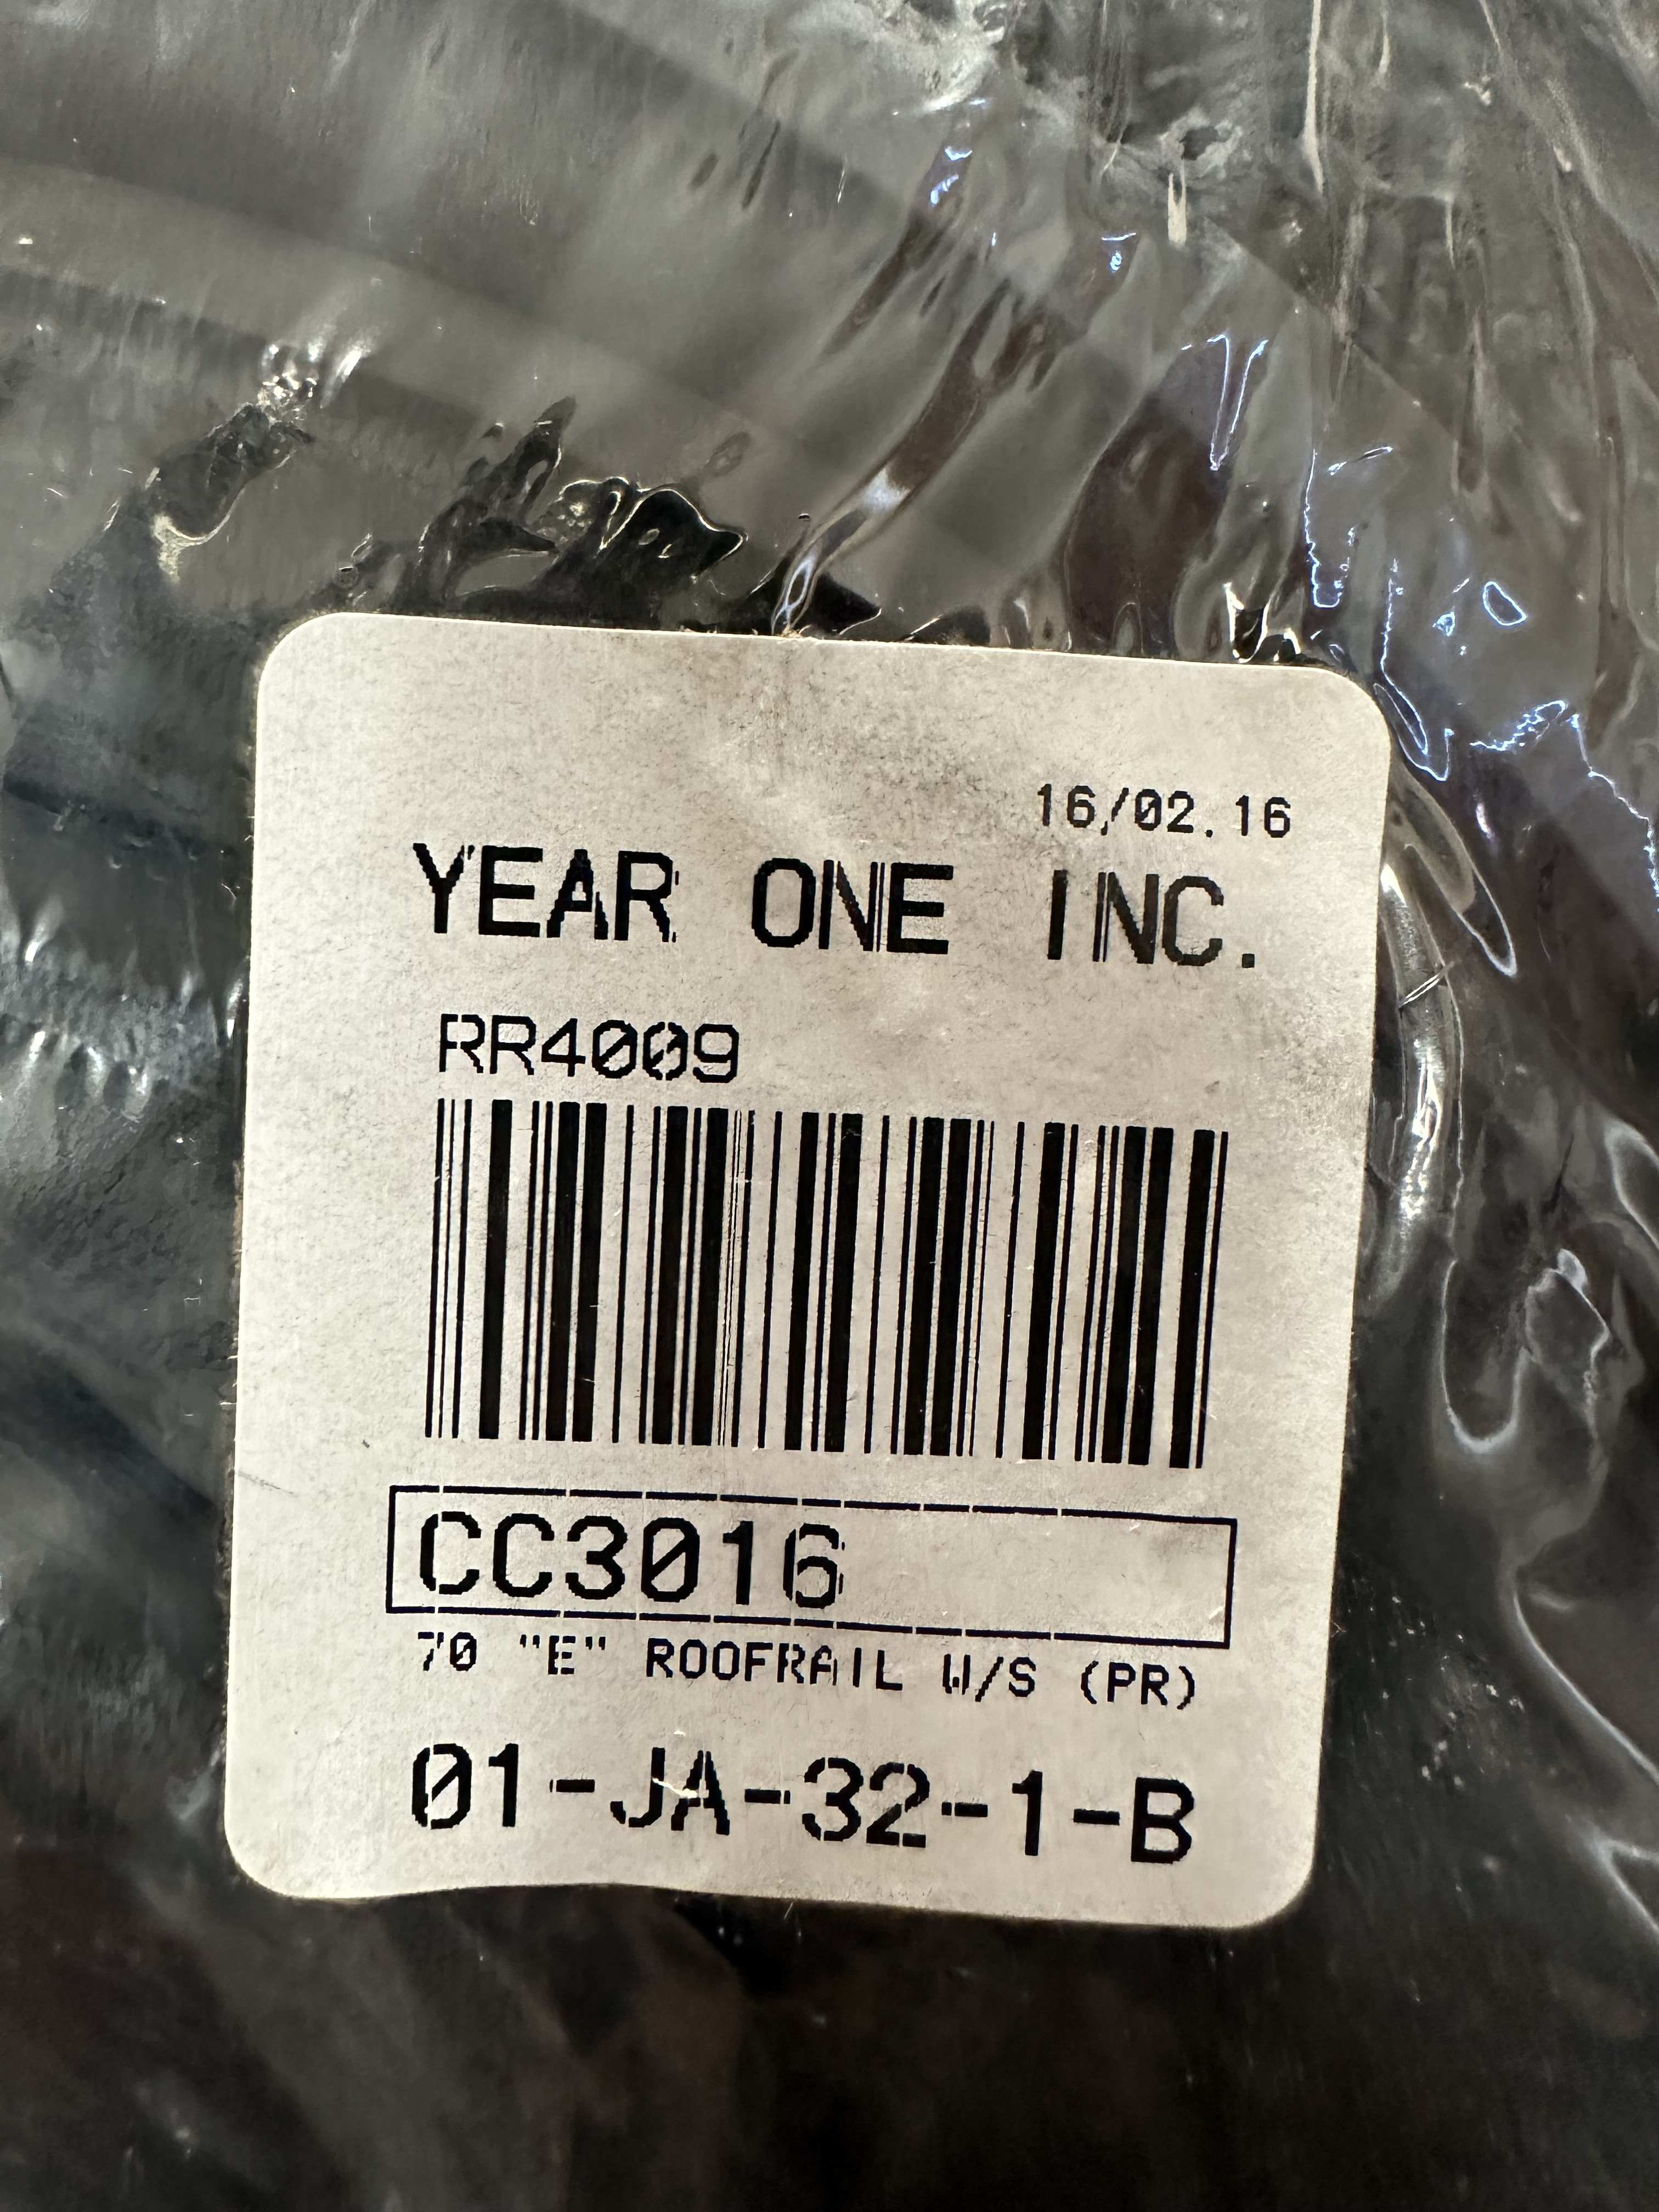 16/02.16
YEAR ONE INC.
RR4009
CC3016
70 "E" ROOFRAIL W/S (PR)
01-JA-32-1-B